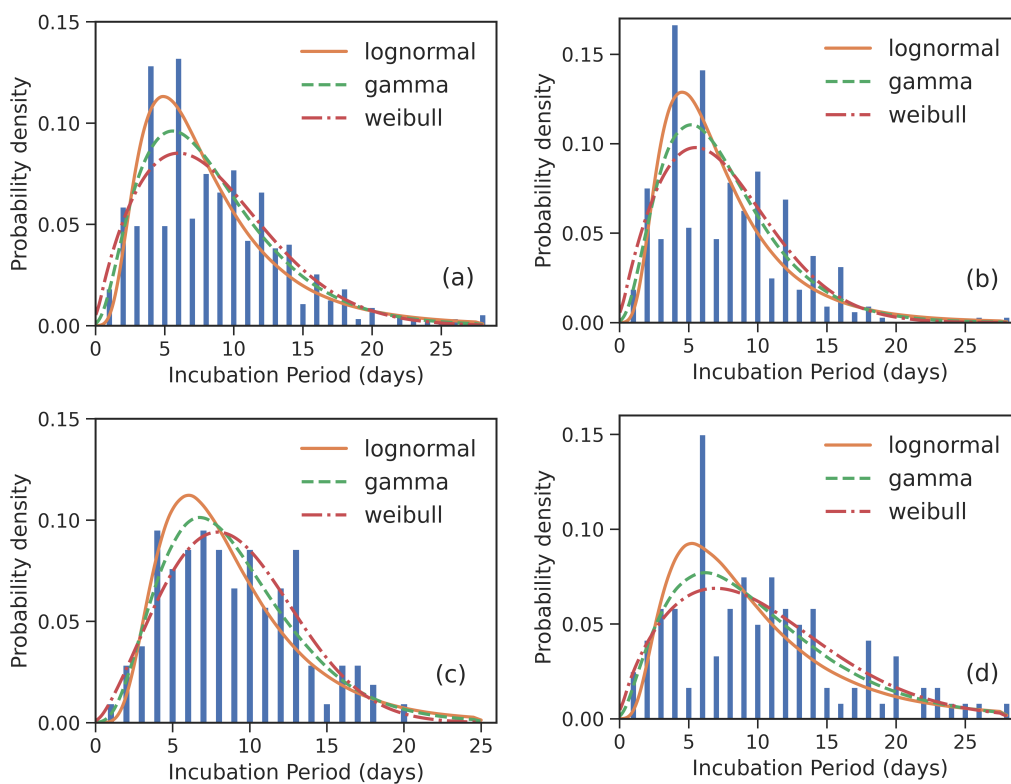 0.15
0.10
0.05
0.00
Probability density
lognormal
gamma
weibull
(a)
0 5 10 15 20 25
Incubation Period (days)
0.15
0.10
0.05
0.00
Probability density
lognormal
gamma
weibull
(b)
0 5 10 15 20 25
Incubation Period (days)
0.15
0.10
0.05
0.00
Probability density
lognormal
gamma
weibull
(c)
0 5 10 15 20 25
Incubation Period (days)
0.15
0.10
0.05
0.00
Probability density
lognormal
gamma
weibull
(d)
0 5 10 15 20 25
Incubation Period (days)